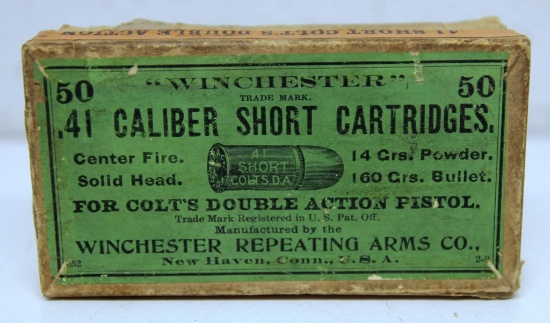 .41 SHORT COLT'S DOUBLE ACTION
50 "WINCHESTER" 50
TRADE MARK.
.41 CALIBER SHORT CARTRIDGES.
Center Fire.
Solid Head.
.41
SHORT
COLTS.D.A.
14 Grs. Powder.
160 Grs. Bullet.
FOR COLT'S DOUBLE ACTION PISTOL.
Trade Mark Registered in U. S. Pat. Off.
Manufactured by the
WINCHESTER REPEATING ARMS CO.,
New Haven, Conn., U.S.A.